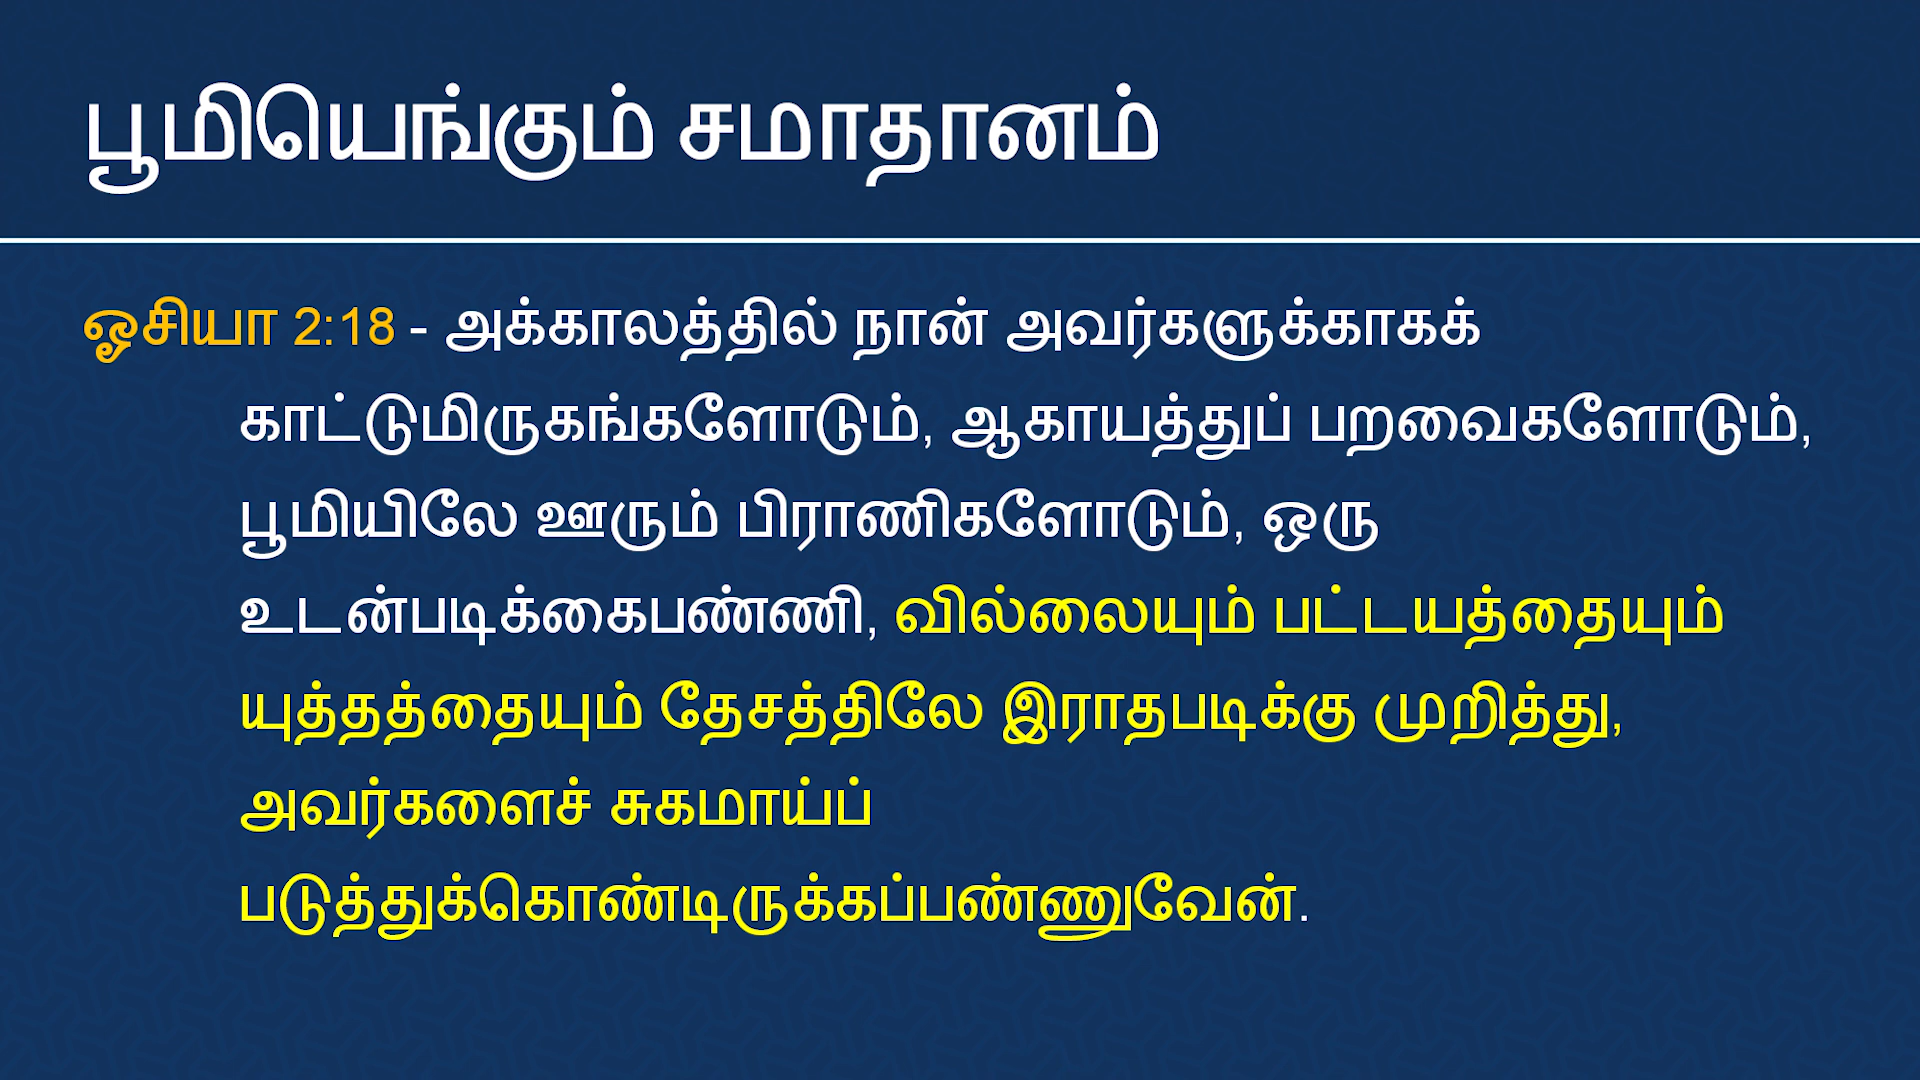 பூமியெங்கும் சமாதானம்
ஓசியா 2:18 - அக்காலத்தில் நான் அவர்களுக்காகக்
காட்டுமிருகங்களோடும், ஆகாயத்துப் பறவைகளோடும்,
பூமியிலே ஊரும் பிராணிகளோடும், ஒரு
உடன்படிக்கைபண்ணி, வில்லையும் பட்டயத்தையும்
யுத்தத்தையும் தேசத்திலே இராதபடிக்கு முறித்து,
அவர்களைச் சுகமாய்ப்
படுத்துக்கொண்டிருக்கப்பண்ணுவேன்.